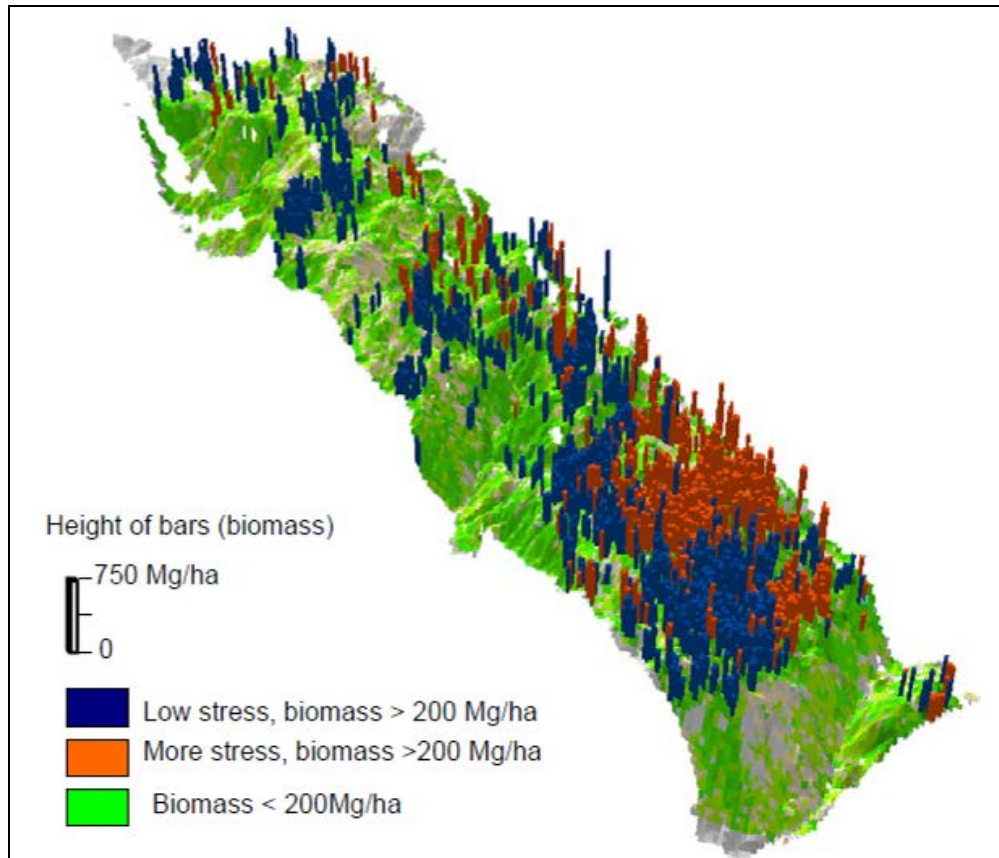 Height of bars (biomass)
750 Mg/ha
0
Low stress, biomass > 200 Mg/ha
More stress, biomass >200 Mg/ha
Biomass < 200Mg/ha